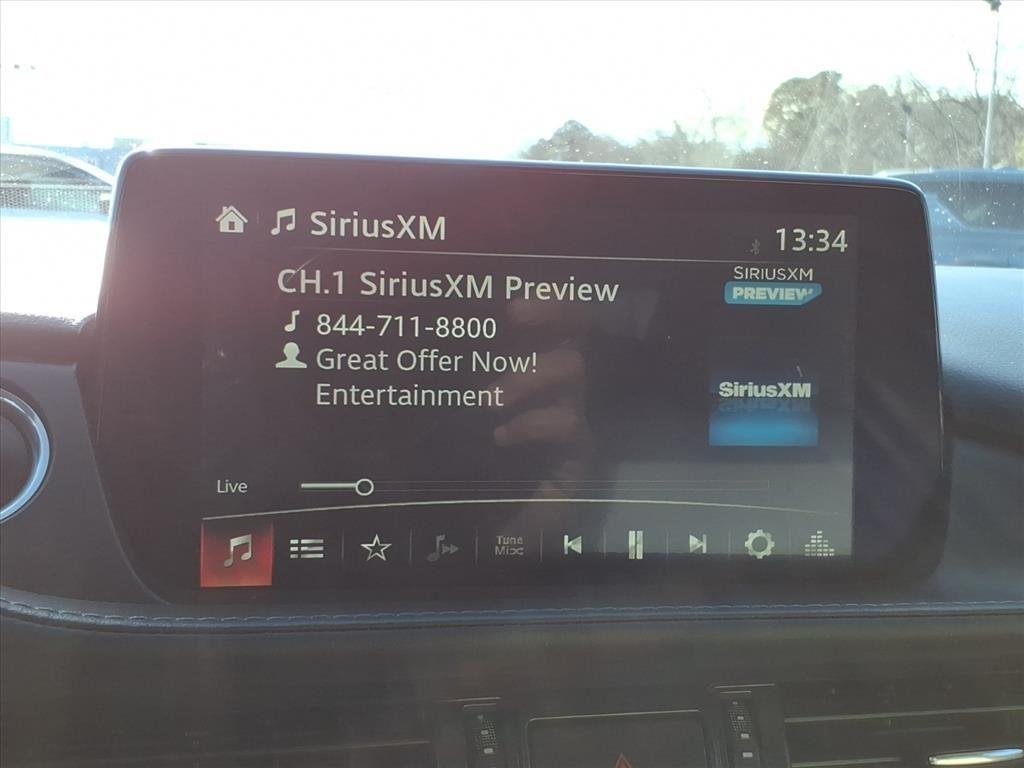 SiriusXM
13:34
CH.1 SiriusXM Preview
SIRIUSXM
PREVIEW
844-711-8800
Great Offer Now!
Entertainment
SiriusXM
Live
Tune
Mix